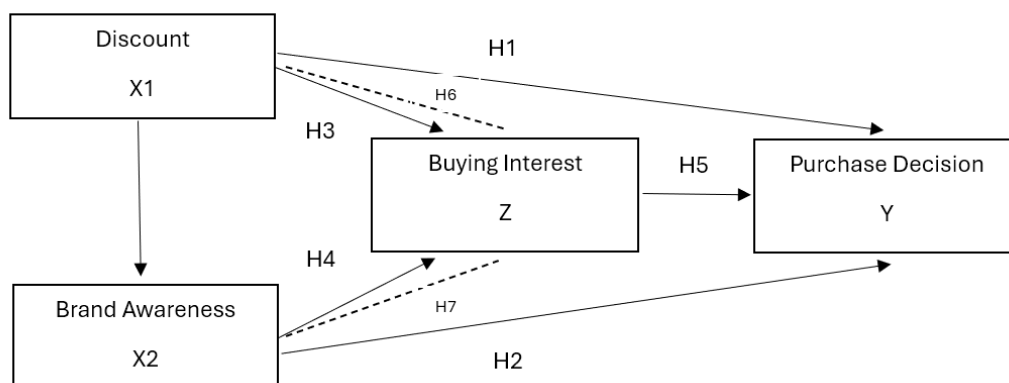 Discount
X1
H1
H6
H3
Buying Interest
Z
H5
Purchase Decision
Y
H4
Brand Awareness
X2
H7
H2